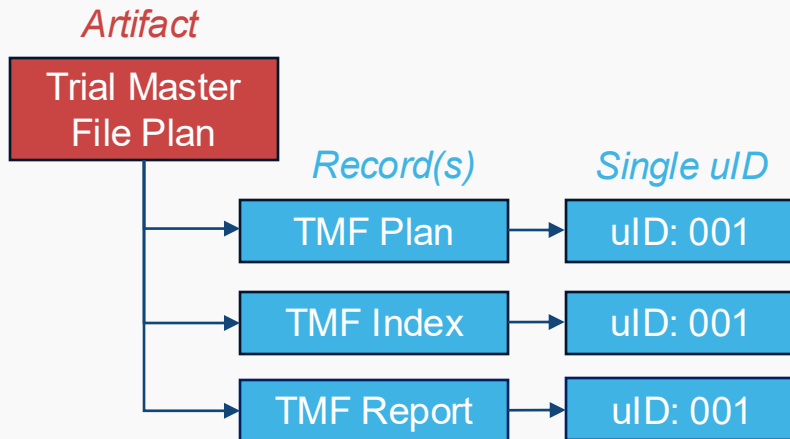 Artifact
Trial Master
File Plan
Record(s)
Single uID
TMF Plan
uID: 001
TMF Index
uID: 001
TMF Report
uID: 001